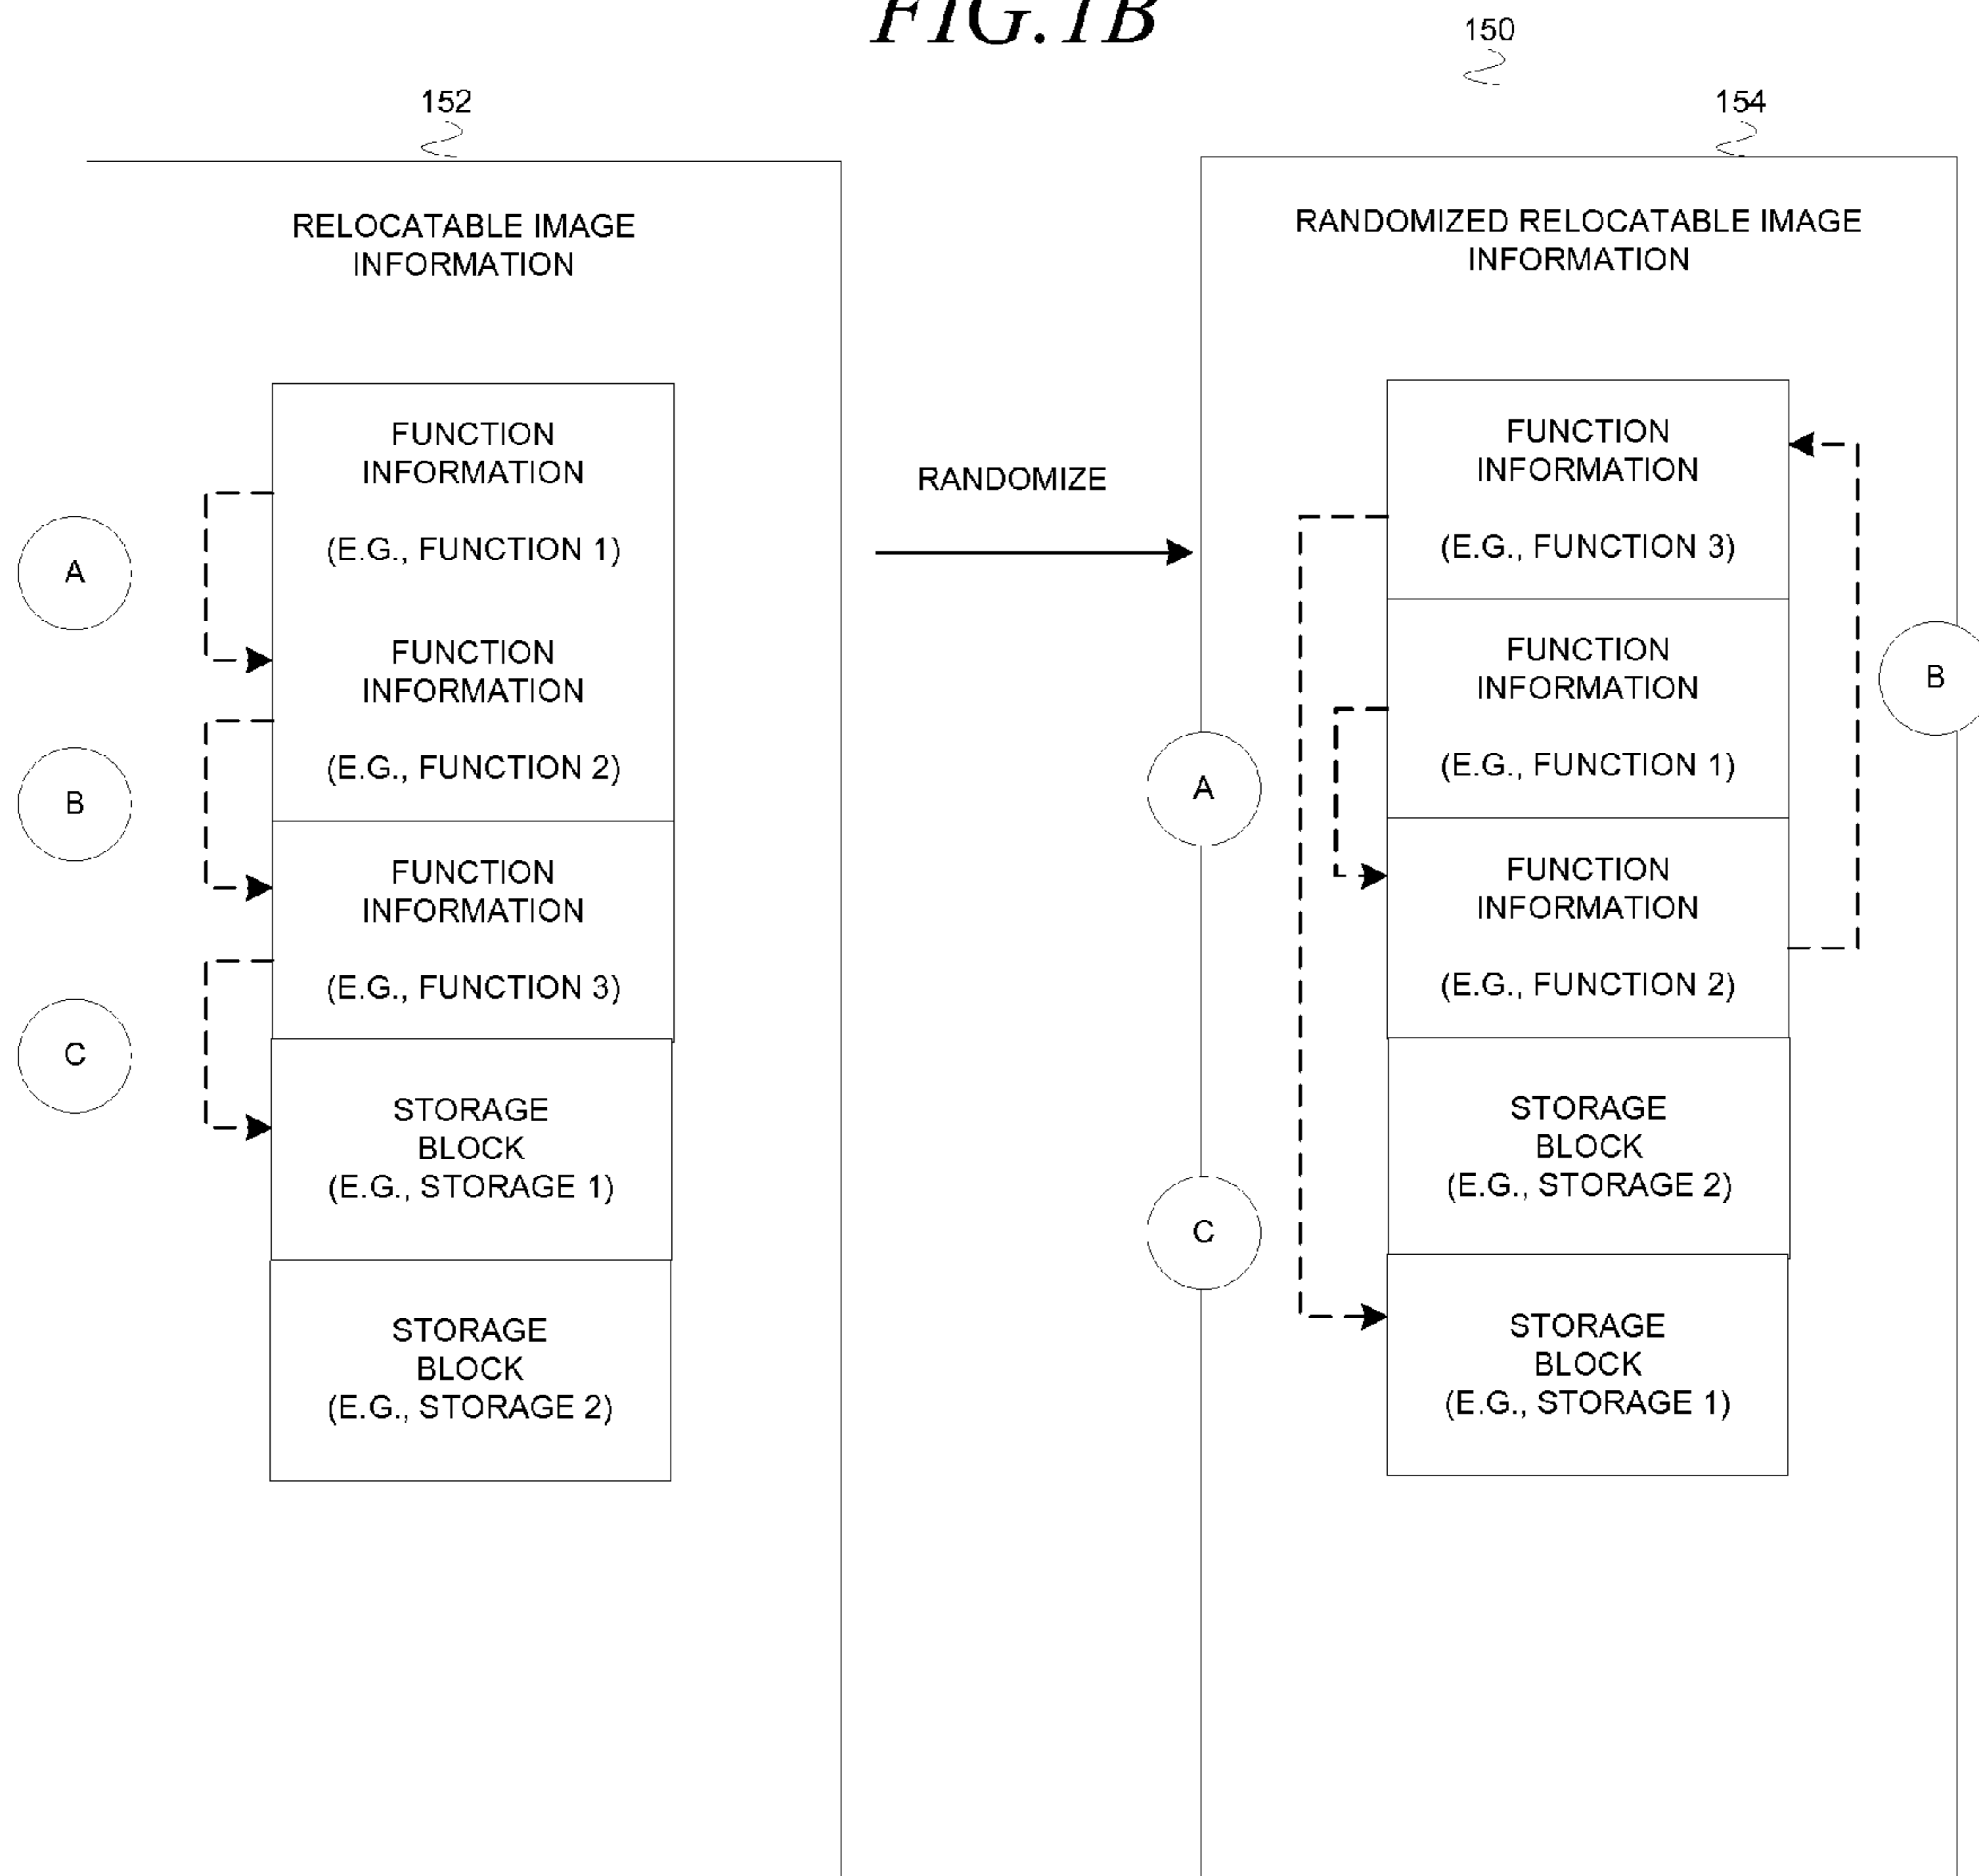 FIG.1B
150
152
154
RELOCATABLE IMAGE
INFORMATION
FUNCTION
INFORMATION
(E.G., FUNCTION 1)
A
FUNCTION
INFORMATION
(E.G., FUNCTION 2)
B
FUNCTION
INFORMATION
(E.G., FUNCTION 3)
C
STORAGE
BLOCK
(E.G., STORAGE 1)
STORAGE
BLOCK
(E.G., STORAGE 2)
RANDOMIZE
RANDOMIZED RELOCATABLE IMAGE
INFORMATION
FUNCTION
INFORMATION
(E.G., FUNCTION 3)
FUNCTION
INFORMATION
(E.G., FUNCTION 1)
B
A
FUNCTION
INFORMATION
(E.G., FUNCTION 2)
STORAGE
BLOCK
(E.G., STORAGE 2)
C
STORAGE
BLOCK
(E.G., STORAGE 1)